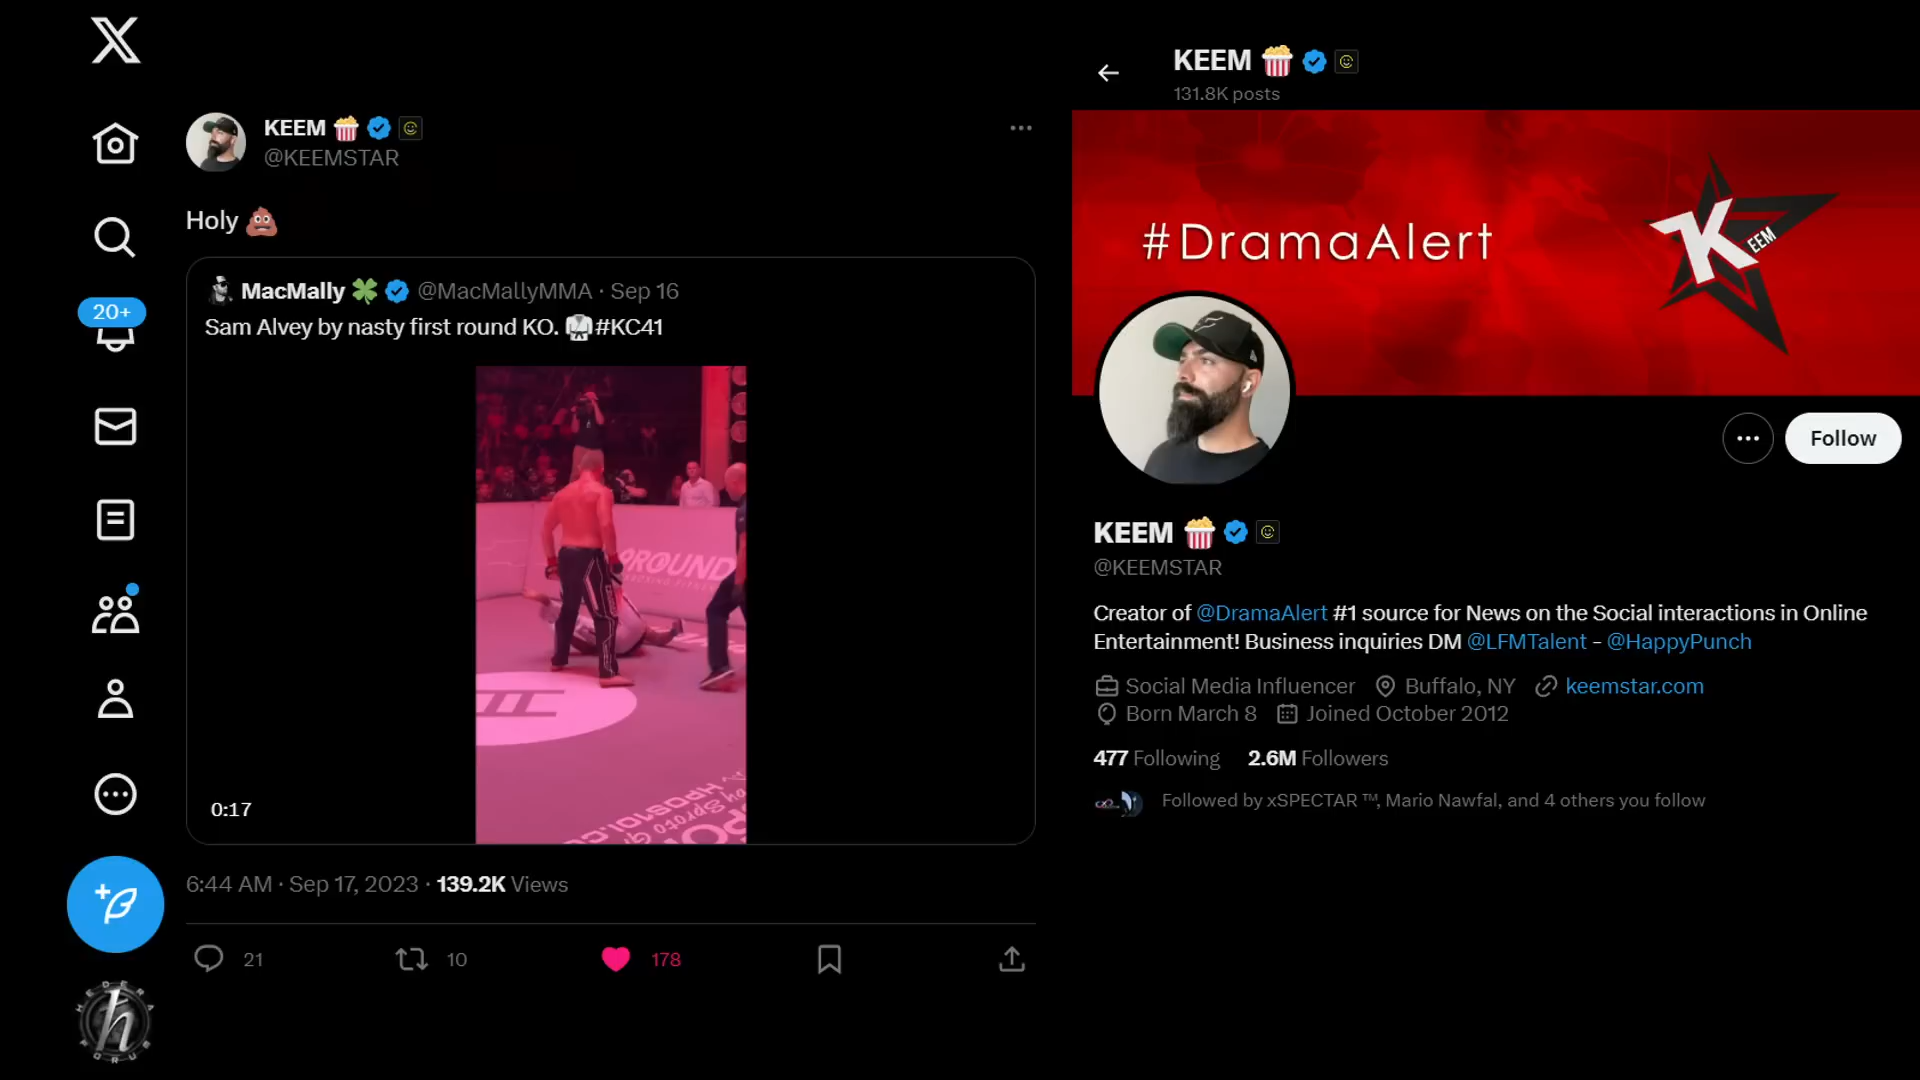 KEEM
@KEEMSTAR
Holy
MacMally @MacMallyMMA · Sep 16
Sam Alvey by nasty first round KO. #KC41
ROUND
0:17
6:44 AM · Sep 17, 2023 · 139.2K Views
21 10 178
20+
HEDERA
h
KEEM
131.8K posts
#DramaAlert
K
EEM
Follow
KEEM
@KEEMSTAR
Creator of @DramaAlert #1 source for News on the Social interactions in Online
Entertainment! Business inquiries DM @LFMTalent - @HappyPunch
Social Media Influencer Buffalo, NY keemstar.com
Born March 8 Joined October 2012
477 Following 2.6M Followers
Followed by xSPECTAR ™, Mario Nawfal, and 4 others you follow